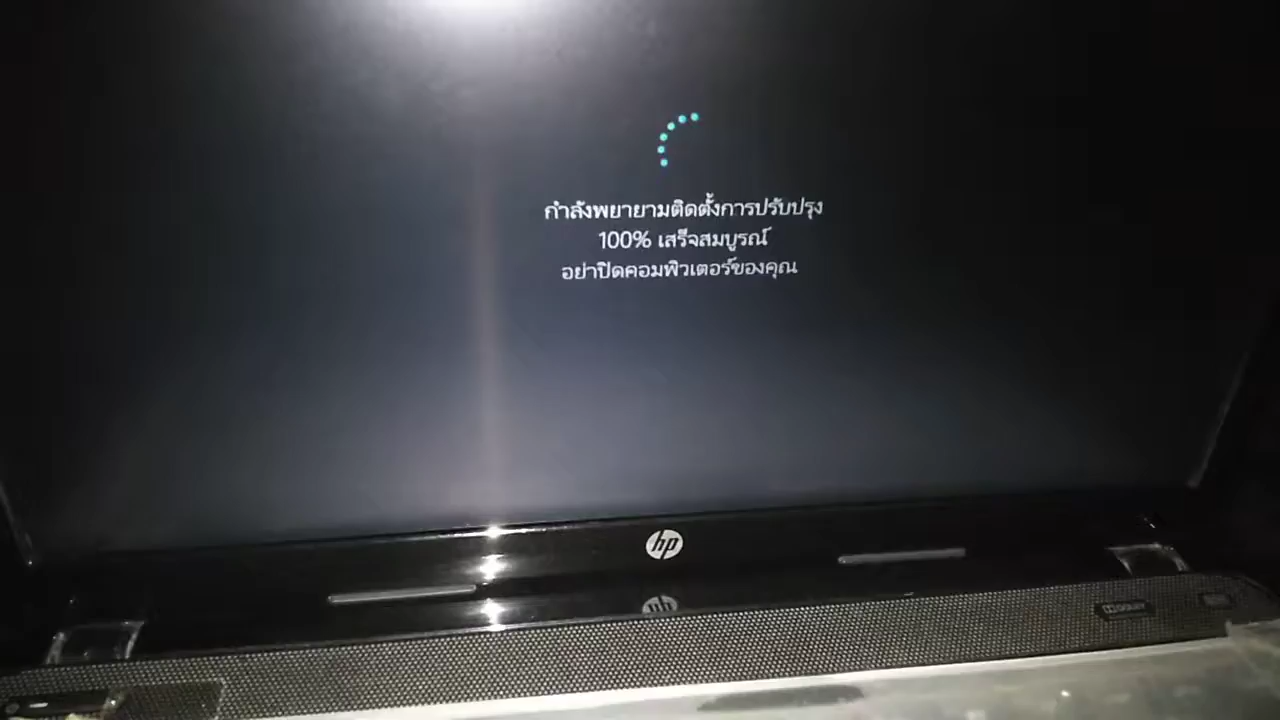 กำลังพยายามติดตั้งการปรับปรุง
100% เสร็จสมบูรณ์
อย่าปิดคอมพิวเตอร์ของคุณ
hp